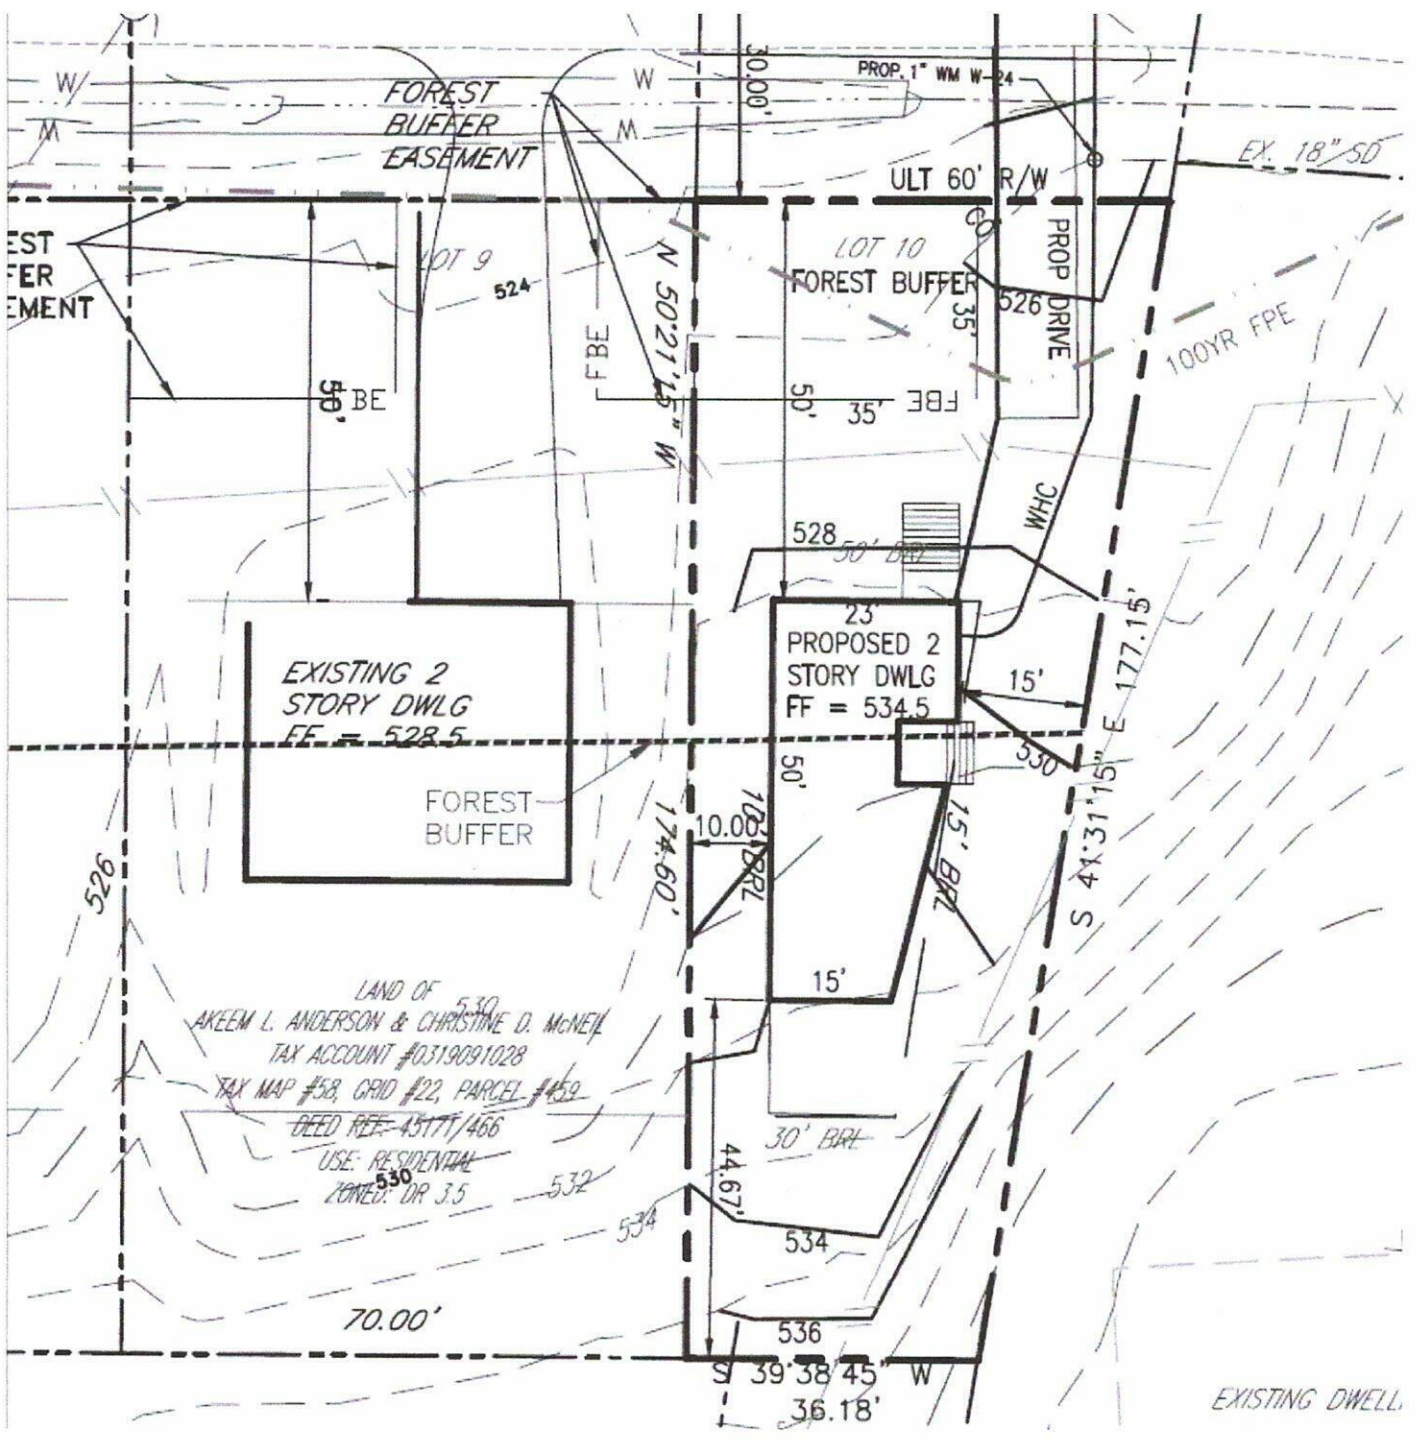 W
FOREST
BUFFER
EASEMENT
W
30.00'
PROP. 1" WM W-24
W
W
EX. 18" SD
ULT 60' R/W
EST
FER
EMENT
LOT 9
524
N 50°21'15" W
LOT 10
FOREST BUFFER
CO
526
PROP DRIVE
35'
100YR FPE
FBE
50'
FBE
50'
35'
FBE
WHC
528
50' BRL
23'
PROPOSED 2
STORY DWLG
FF = 534.5
EXISTING 2
STORY DWLG
FF = 528.5
15'
S 41°31'15" E 177.15'
530
50'
FOREST
BUFFER
174.60'
10.00'
10' BRL
15' BRL
526
15'
LAND OF
530
AKEEM L. ANDERSON & CHRISTINE D. McNEIL
TAX ACCOUNT #0319091028
TAX MAP #58, GRID #22, PARCEL #459
DEED REF: 45171/466
USE: RESIDENTIAL
530
ZONED: DR 3.5
532
534
30' BRL
44.67'
534
536
70.00'
S 39°38'45" W
36.18'
EXISTING DWELL